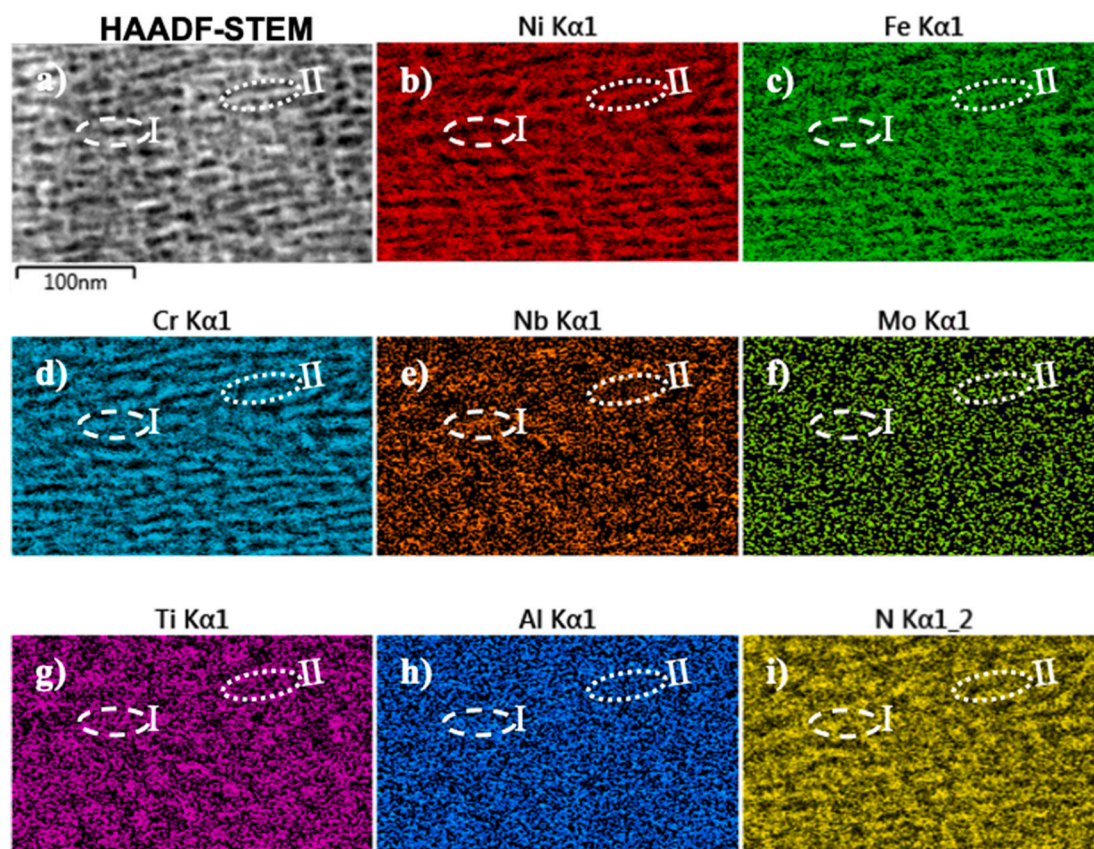 HAADF-STEM Ni Kα1 Fe Kα1
a) I II b) I II c) I II
100nm
Cr Kα1 Nb Kα1 Mo Kα1
d) I II e) I II f) I II
Ti Kα1 Al Kα1 N Kα1_2
g) I II h) I II i) I II